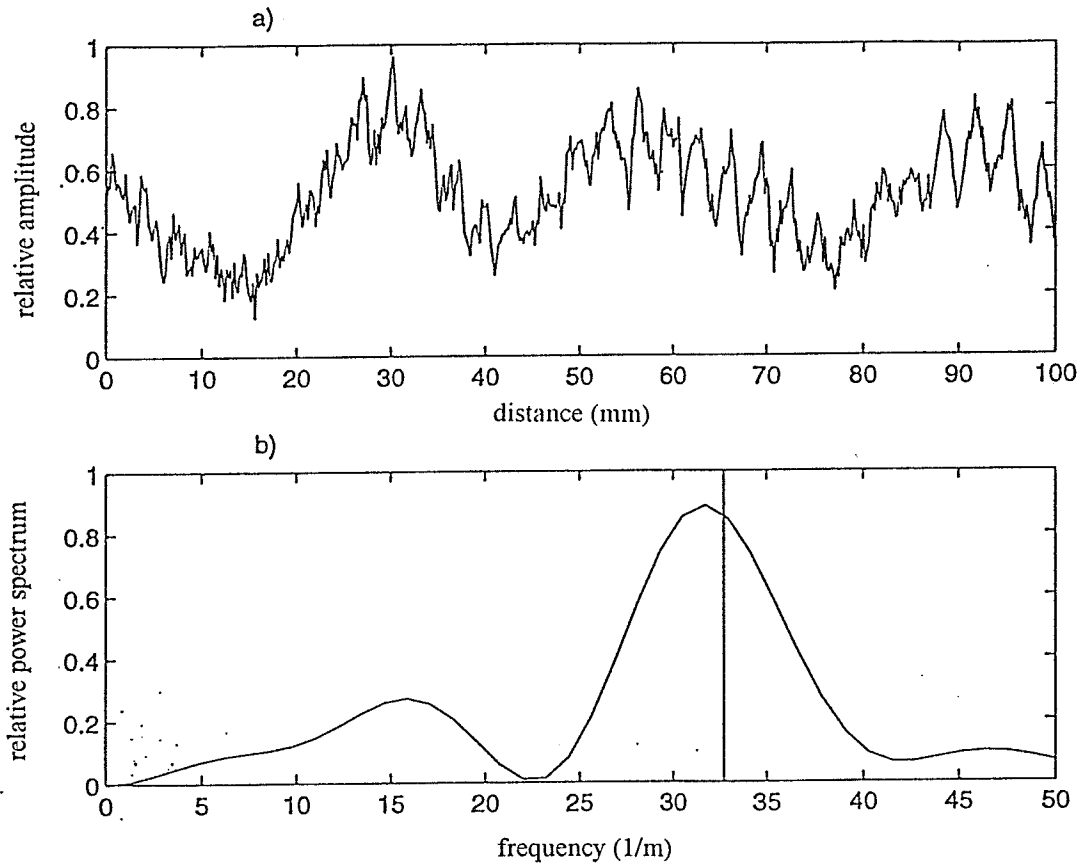 a)
1
0.8
0.6
0.4
0.2
0
relative amplitude
0 10 20 30 40 50 60 70 80 90 100
distance (mm)
b)
1
0.8
0.6
0.4
0.2
0
relative power spectrum
0 5 10 15 20 25 30 35 40 45 50
frequency (1/m)